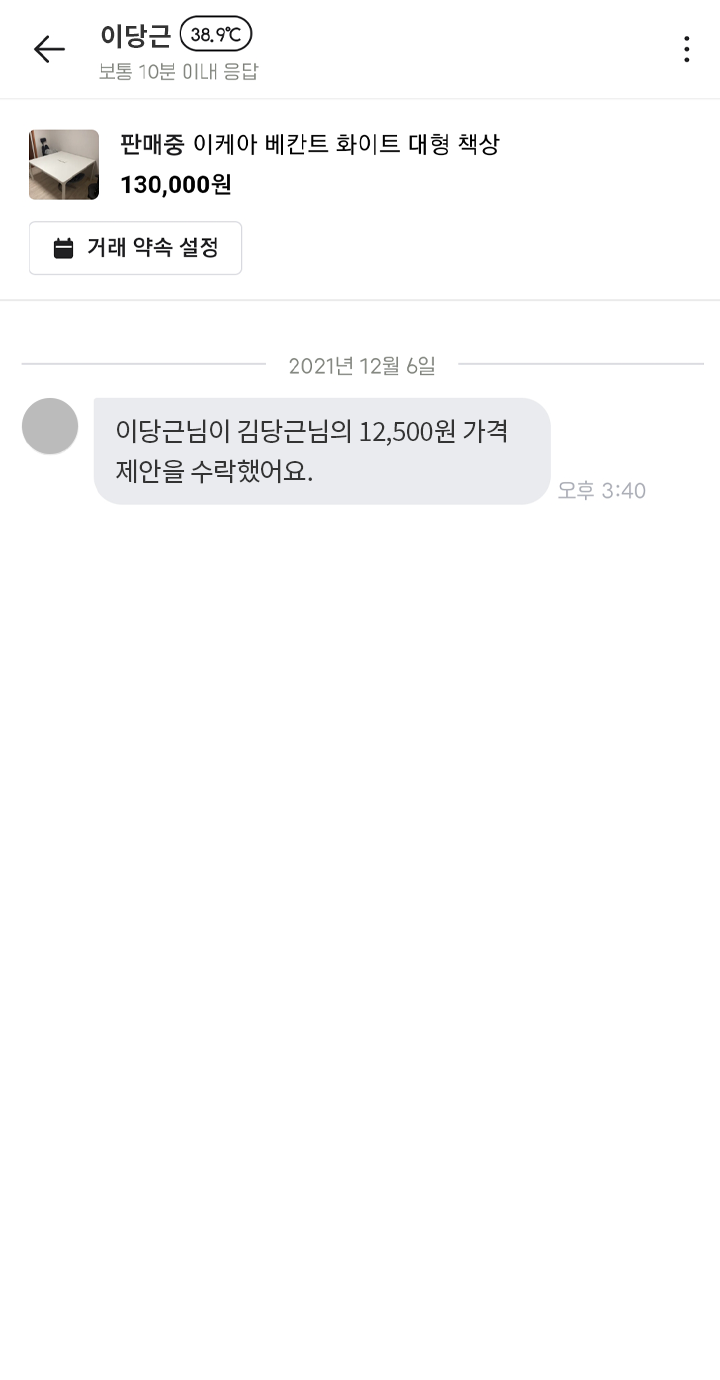 이당근 38.9℃
보통 10분 이내 응답
판매중 이케아 베칸트 화이트 대형 책상
130,000원
거래 약속 설정
2021년 12월 6일
이당근님이 김당근님의 12,500원 가격
제안을 수락했어요.
오후 3:40